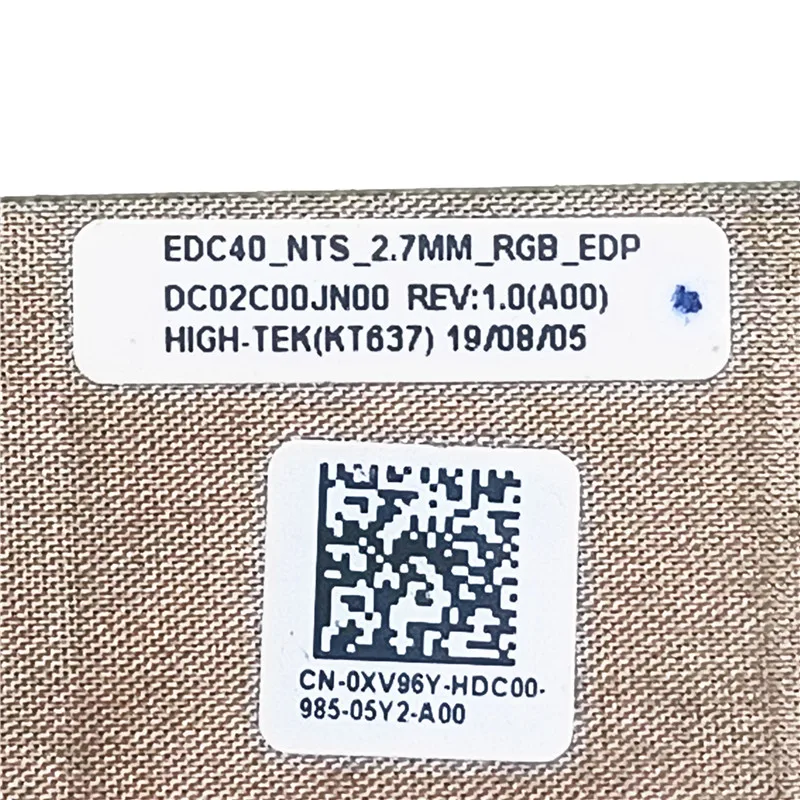 EDC40_NTS_2.7MM_RGB_EDP
DC02C00JN00 REV:1.0(A00)
HIGH-TEK(KT637) 19/08/05
CN-0XV96Y-HDC00-
985-05Y2-A00